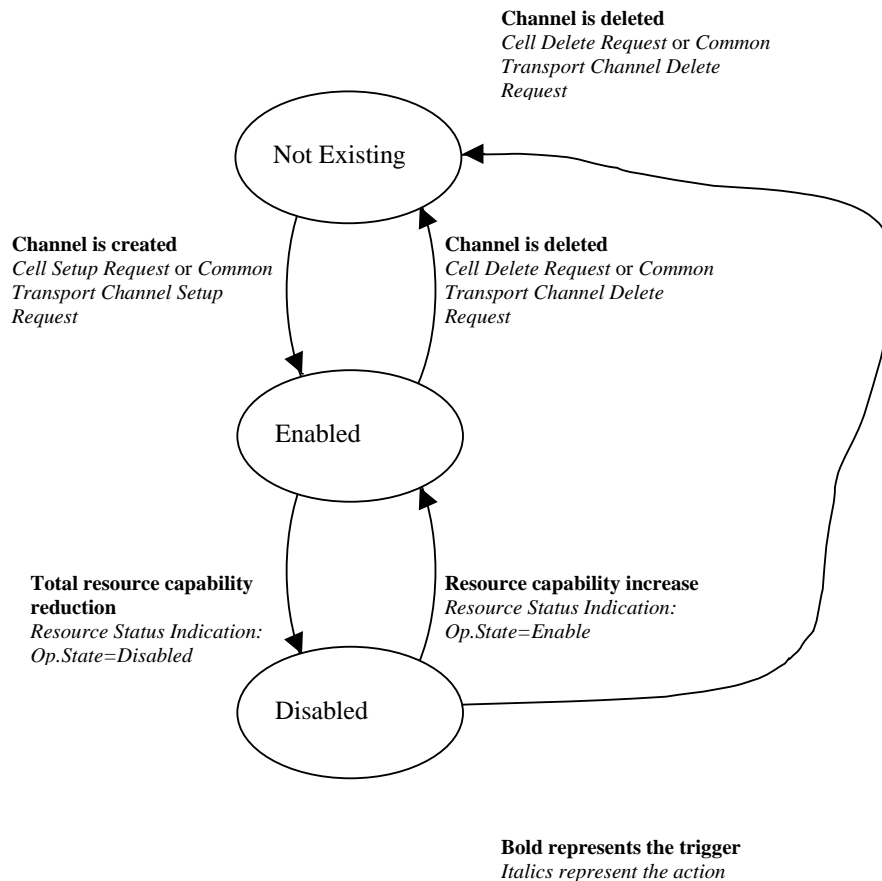 Channel is deleted
Cell Delete Request or Common
Transport Channel Delete
Request
Not Existing
Channel is created
Cell Setup Request or Common
Transport Channel Setup
Request
Channel is deleted
Cell Delete Request or Common
Transport Channel Delete
Request
Enabled
Total resource capability
reduction
Resource Status Indication:
Op.State=Disabled
Resource capability increase
Resource Status Indication:
Op.State=Enable
Disabled
Bold represents the trigger
Italics represent the action